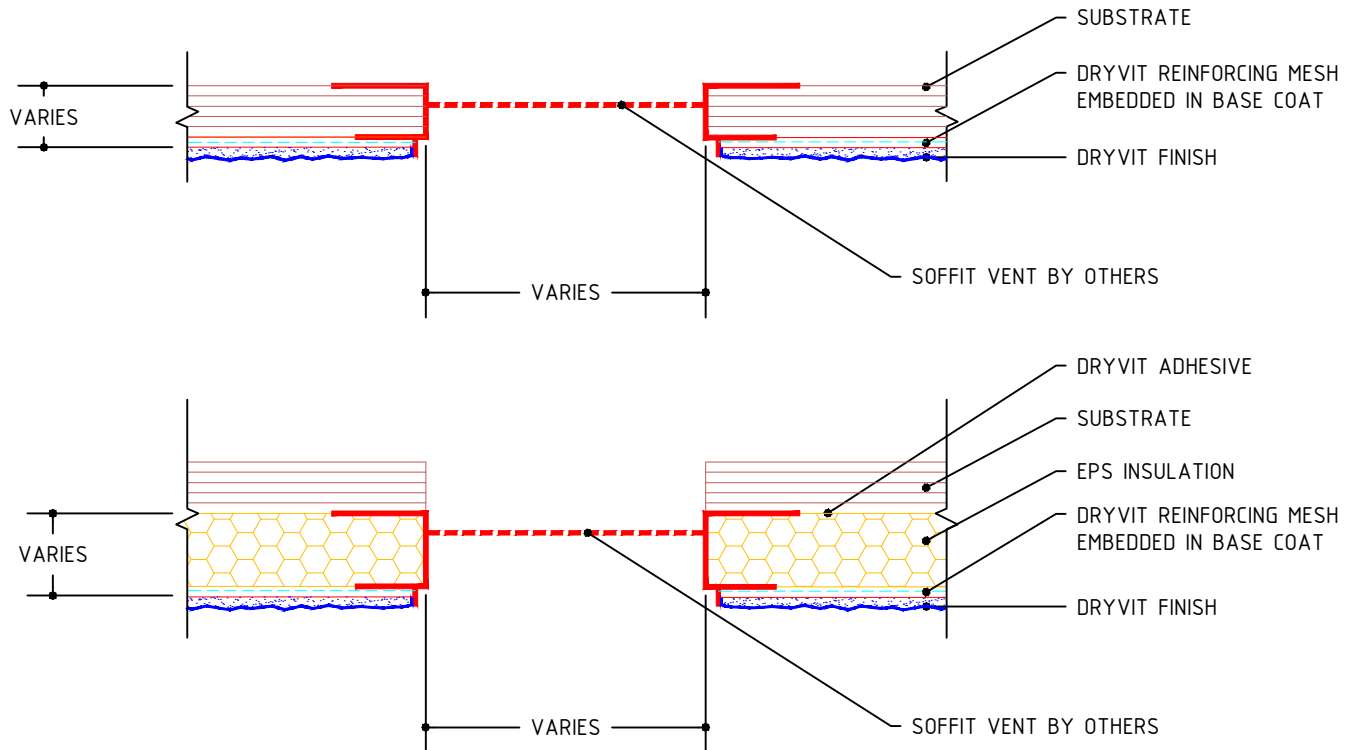 SUBSTRATE
DRYVIT REINFORCING MESH
EMBEDDED IN BASE COAT
VARIES
DRYVIT FINISH
SOFFIT VENT BY OTHERS
VARIES
DRYVIT ADHESIVE
SUBSTRATE
EPS INSULATION
DRYVIT REINFORCING MESH
EMBEDDED IN BASE COAT
VARIES
DRYVIT FINISH
SOFFIT VENT BY OTHERS
VARIES